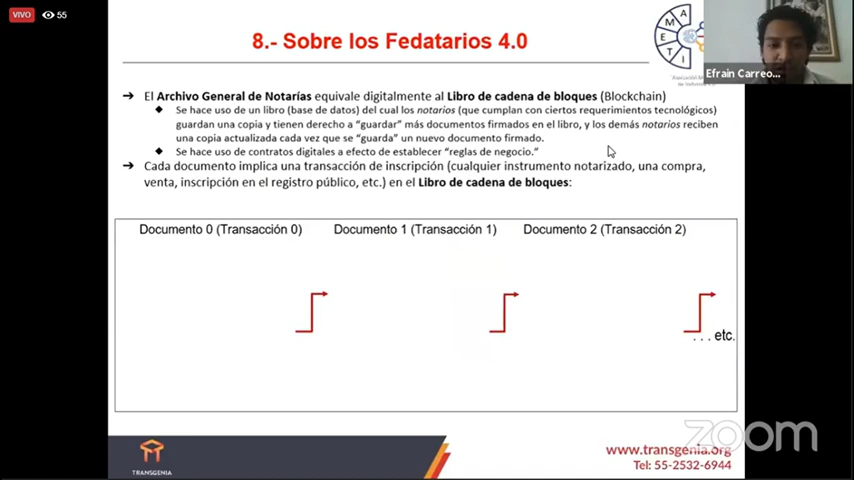 VIVO 55
8.- Sobre los Fedatarios 4.0
A M E T I
Efrain Carreo...
➔ El Archivo General de Notarías equivale digitalmente al Libro de cadena de bloques (Blockchain)
◆ Se hace uso de un libro (base de datos) del cual los notarios (que cumplan con ciertos requerimientos tecnológicos)
guardan una copia y tienen derecho a “guardar” más documentos firmados en el libro, y los demás notarios reciben
una copia actualizada cada vez que se “guarda” un nuevo documento firmado.
◆ Se hace uso de contratos digitales a efecto de establecer “reglas de negocio.”
➔ Cada documento implica una transacción de inscripción (cualquier instrumento notarizado, una compra,
venta, inscripción en el registro público, etc.) en el Libro de cadena de bloques:
Documento 0 (Transacción 0) Documento 1 (Transacción 1) Documento 2 (Transacción 2)
. . . etc.
zoom
TRANSGENIA
www.transgenia.org
Tel: 55-2532-6944